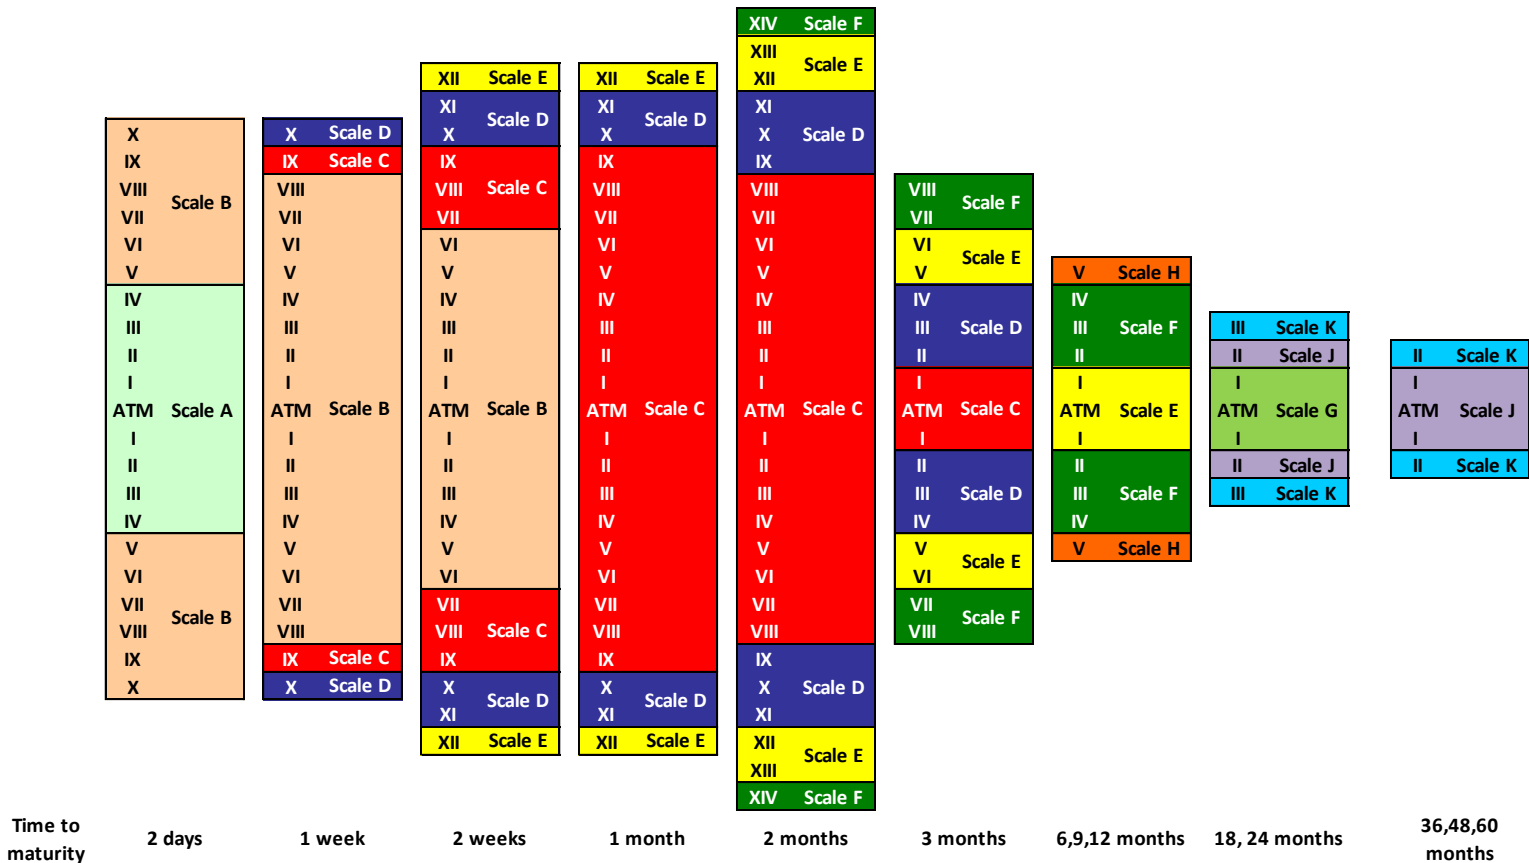 X
IX
VIII
Scale B
VII
VI
V
IV
III
II
I
ATM Scale A
I
II
III
IV
V
VI
VII
Scale B
VIII
IX
X
X Scale D
IX Scale C
VIII
VII
VI
V
IV
III
II
I
ATM Scale B
I
II
III
IV
V
VI
VII
VIII
IX Scale C
X Scale D
XII Scale E
XI
Scale D
X
IX
VIII Scale C
VII
VI
V
IV
III
II
I
ATM Scale B
I
II
III
IV
V
VI
VII
VIII Scale C
IX
X
Scale D
XI
XII Scale E
XII Scale E
XI
Scale D
X
IX
VIII
VII
VI
V
IV
III
II
I
ATM Scale C
I
II
III
IV
V
VI
VII
VIII
IX
X
Scale D
XI
XII Scale E
XIV Scale F
XIII
Scale E
XII
XI
X Scale D
IX
VIII
VII
VI
V
IV
III
II
I
ATM Scale C
I
II
III
IV
V
VI
VII
VIII
IX
X Scale D
XI
XII
Scale E
XIII
XIV Scale F
VIII
Scale F
VII
VI
Scale E
V
IV
III Scale D
II
I
ATM Scale C
I
II
III Scale D
IV
V
Scale E
VI
VII
Scale F
VIII
V Scale H
IV
III Scale F
II
I
ATM Scale E
I
II
III Scale F
IV
V Scale H
III Scale K
II Scale J
I
ATM Scale G
I
II Scale J
III Scale K
II Scale K
I
ATM Scale J
I
II Scale K
Time to
maturity
2 days
1 week
2 weeks
1 month
2 months
3 months
6,9,12 months
18, 24 months
36,48,60
months